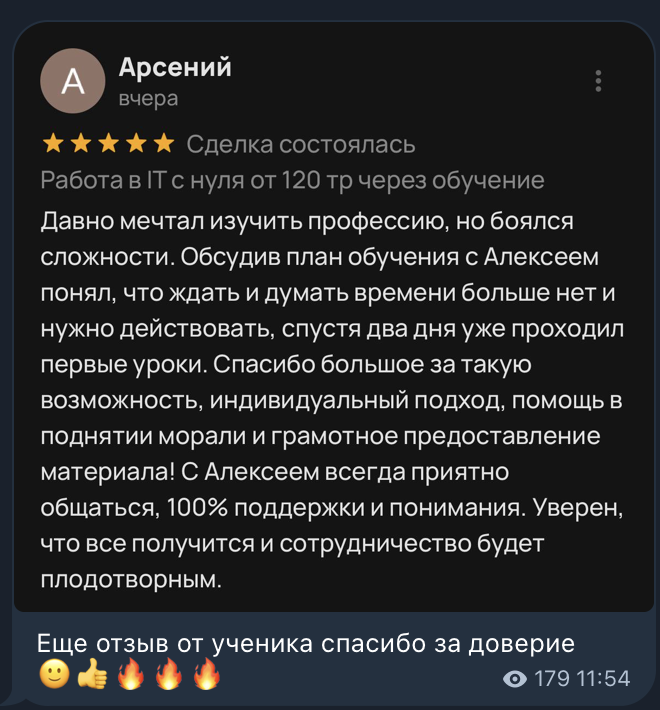 А
Арсений
вчера
Сделка состоялась
Работа в IT с нуля от 120 тр через обучение
Давно мечтал изучить профессию, но боялся
сложности. Обсудив план обучения с Алексеем
понял, что ждать и думать времени больше нет и
нужно действовать, спустя два дня уже проходил
первые уроки. Спасибо большое за такую
возможность, индивидуальный подход, помощь в
поднятии морали и грамотное предоставление
материала! С Алексеем всегда приятно
общаться, 100% поддержки и понимания. Уверен,
что все получится и сотрудничество будет
плодотворным.
Еще отзыв от ученика спасибо за доверие
🙂👍🔥🔥🔥
179 11:54